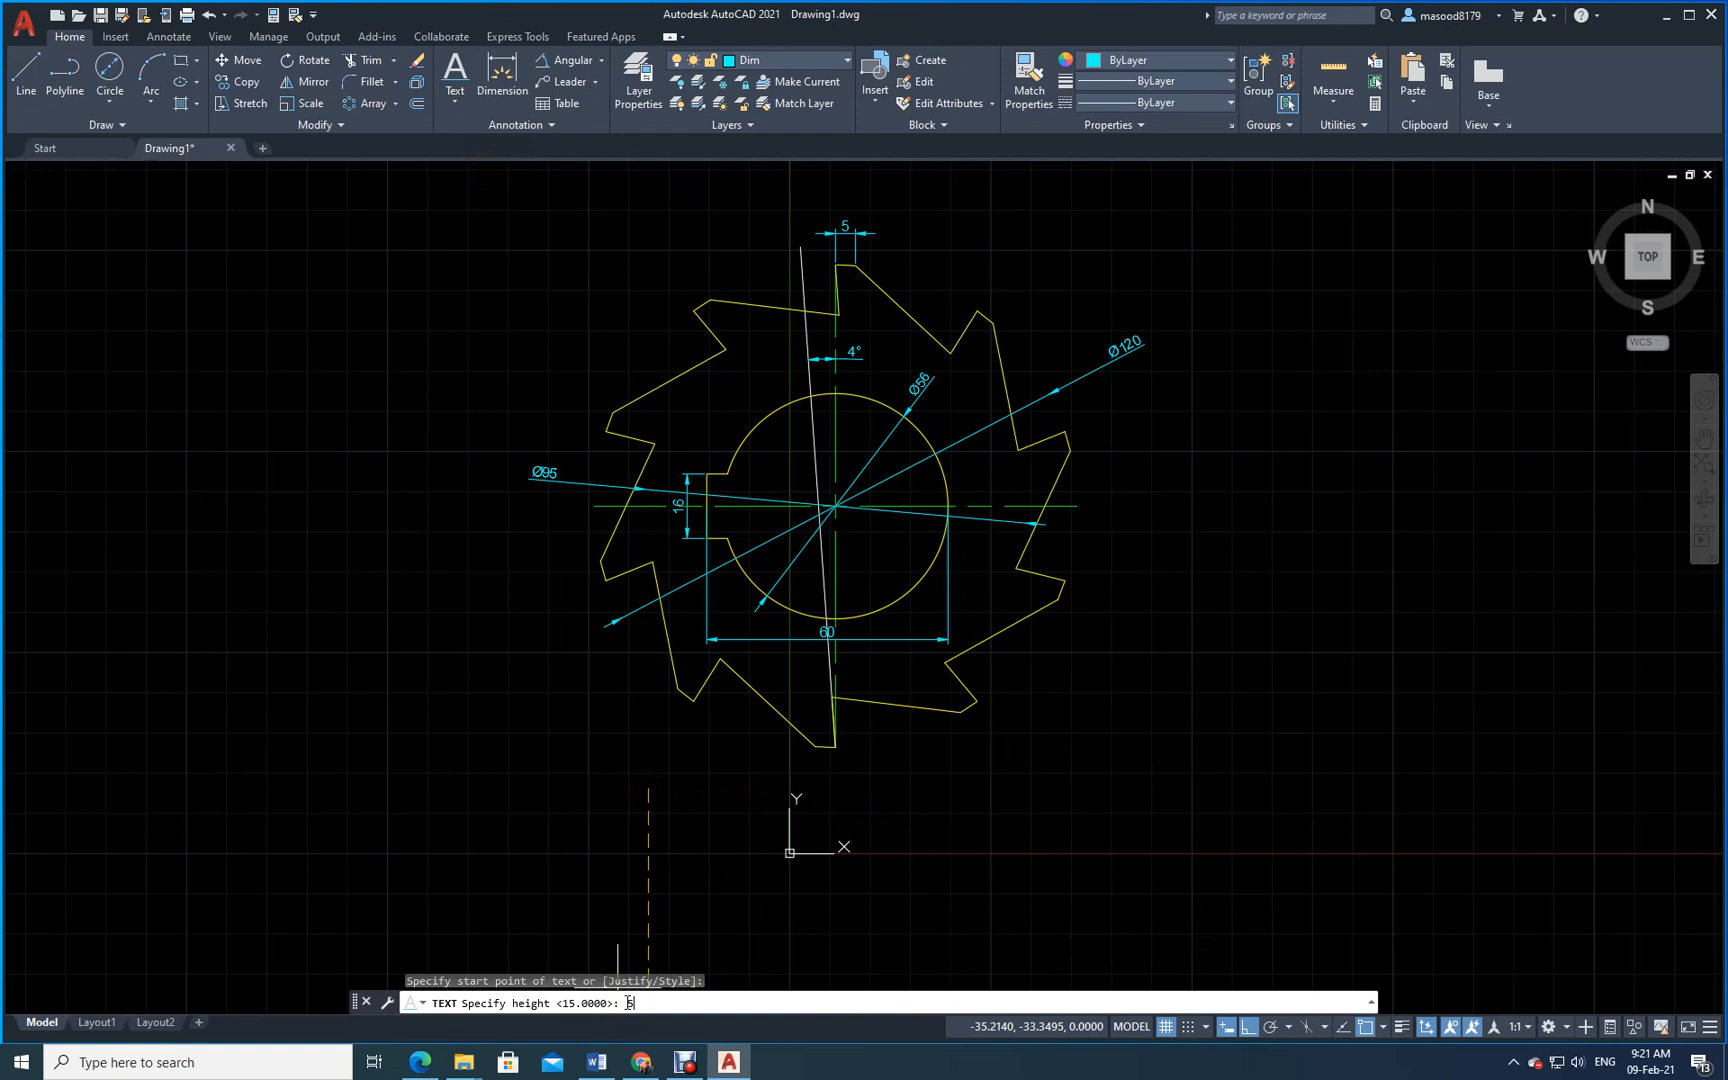 Autodesk AutoCAD 2021 Drawing1.dwg
Type a keyword or phrase
masood8179
Home Insert Annotate View Manage Output Add-ins Collaborate Express Tools Featured Apps
Line Polyline Circle Arc
Draw
Move Rotate Trim
Copy Mirror Fillet
Stretch Scale Array
Modify
Text Dimension
Angular
Leader
Table
Annotation
Layer Properties
Dim
Make Current
Match Layer
Layers
Insert
Create
Edit
Edit Attributes
Block
Match Properties
ByLayer
ByLayer
ByLayer
Properties
Group
Groups
Measure
Utilities
Paste
Clipboard
Base
View
Start Drawing1*
N
W TOP E
S
WCS
5
4°
Ø120
Ø56
Ø95
16
60
Y
X
Specify start point of text or [Justify/Style]:
TEXT Specify height <15.0000>: 5
Model Layout1 Layout2
-35.2140, -33.3495, 0.0000 MODEL 1:1
Type here to search
ENG
9:21 AM
09-Feb-21
13